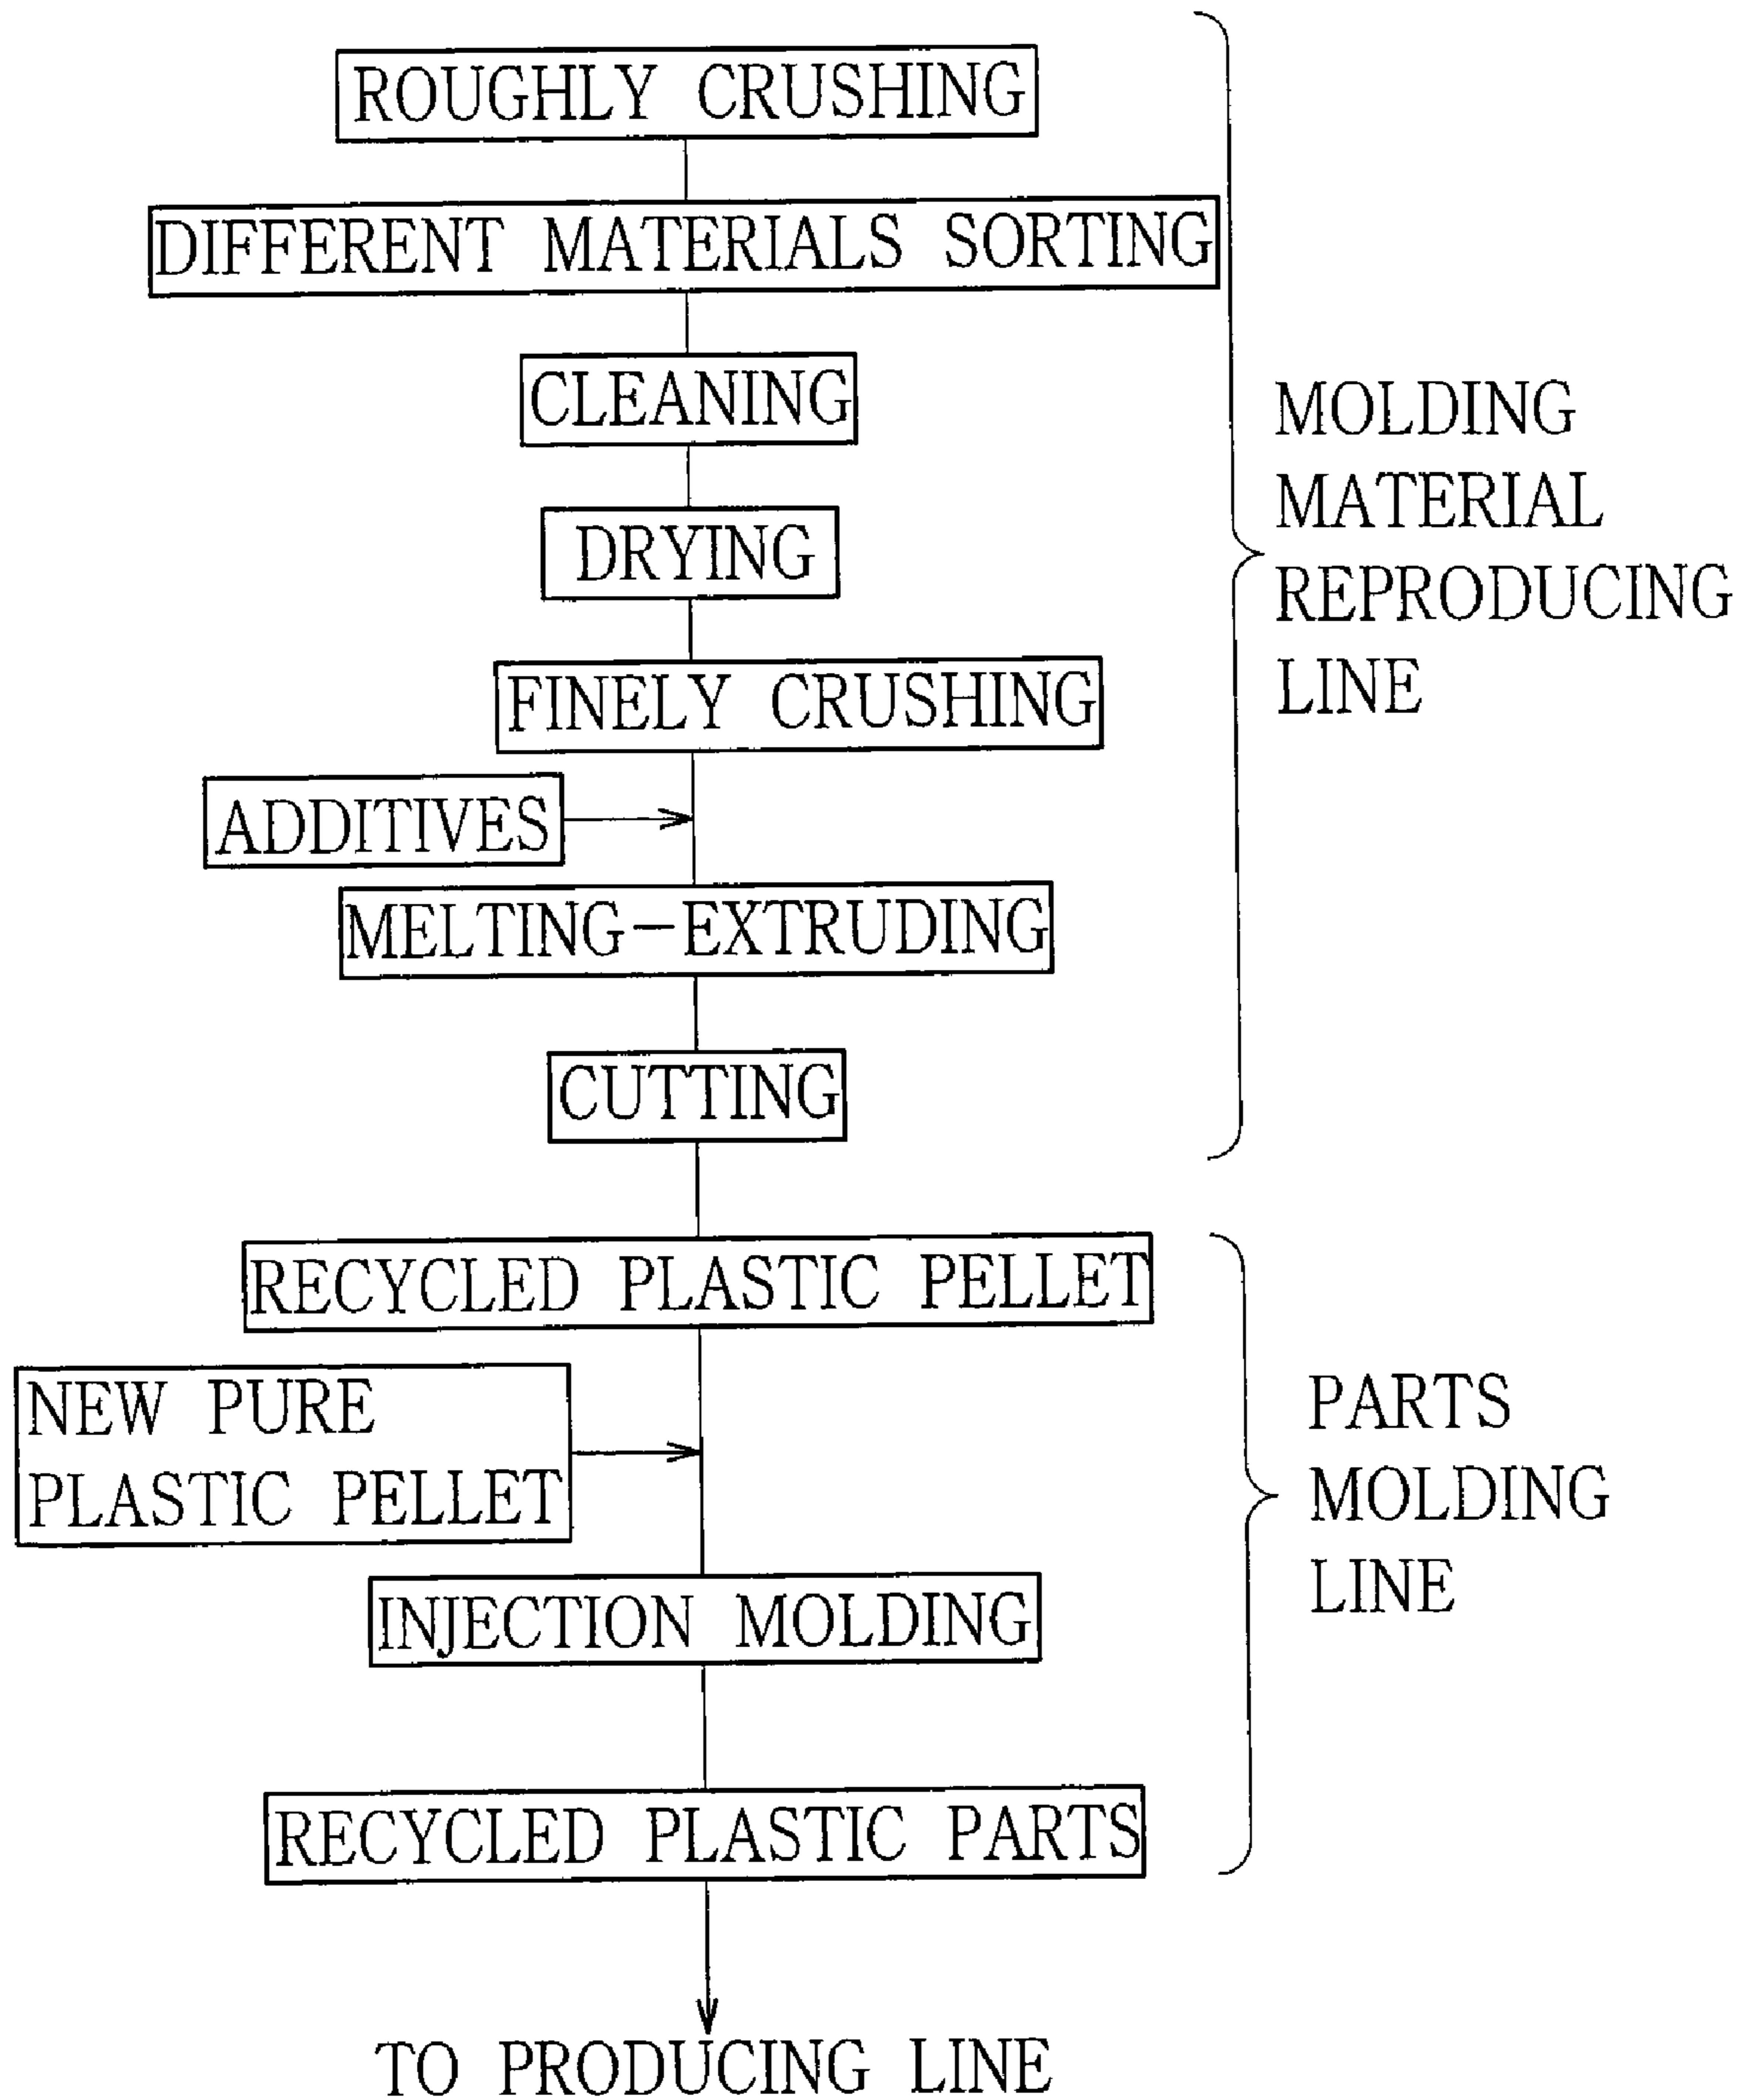 ROUGHLY CRUSHING
DIFFERENT MATERIALS SORTING
CLEANING
DRYING
FINELY CRUSHING
ADDITIVES
MELTING-EXTRUDING
CUTTING
MOLDING
MATERIAL
REPRODUCING
LINE
RECYCLED PLASTIC PELLET
NEW PURE
PLASTIC PELLET
INJECTION MOLDING
RECYCLED PLASTIC PARTS
PARTS
MOLDING
LINE
TO PRODUCING LINE